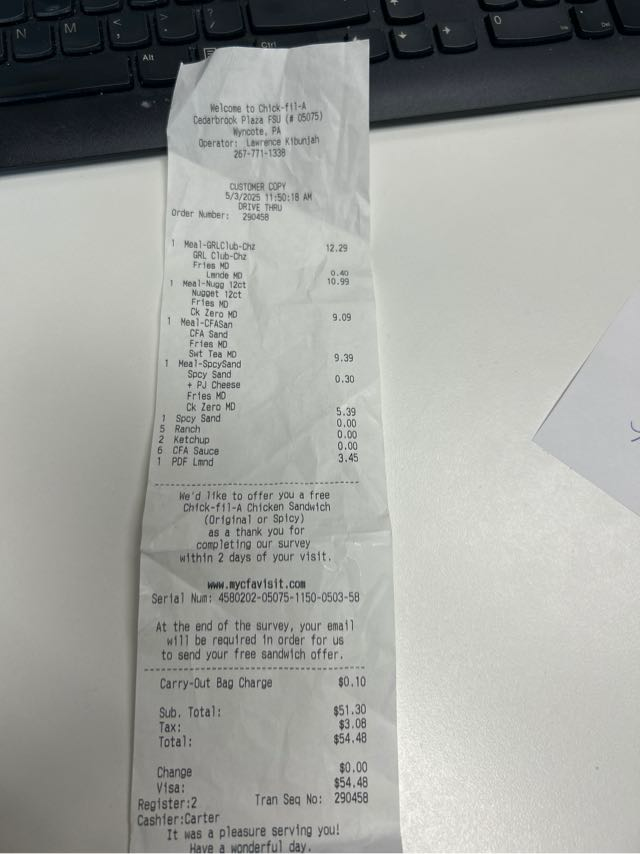 Welcome to Chick-fil-A
Cedarbrook Plaza FSU (# 05075)
Wyncote, PA
Operator: Lawrence Kibunjah
267-771-1338
CUSTOMER COPY
5/3/2025 11:50:18 AM
DRIVE THRU
Order Number: 290458
1 Meal-GRLClub-Chz 12.29
GRL Club-Chz
Fries MD
Lmnde MD 0.40
1 Meal-Nugg 12ct 10.99
Nugget 12ct
Fries MD
Ck Zero MD
1 Meal-CFASan 9.09
CFA Sand
Fries MD
Swt Tea MD
1 Meal-SpcySand 9.39
Spcy Sand
+ PJ Cheese 0.30
Fries MD
Ck Zero MD
1 Spcy Sand 5.39
5 Ranch 0.00
2 Ketchup 0.00
6 CFA Sauce 0.00
1 PDF Lmnd 3.45
We'd like to offer you a free
Chick-fil-A Chicken Sandwich
(Original or Spicy)
as a thank you for
completing our survey
within 2 days of your visit.
www.mycfavisit.com
Serial Num: 4580202-05075-1150-0503-58
At the end of the survey, your email
will be required in order for us
to send your free sandwich offer.
Carry-Out Bag Charge $0.10
Sub. Total: $51.30
Tax: $3.08
Total: $54.48
Change $0.00
Visa: $54.48
Register:2 Tran Seq No: 290458
Cashier:Carter
It was a pleasure serving you!
Have a wonderful day.
N
M
<
>
?
Alt
Ctrl
0